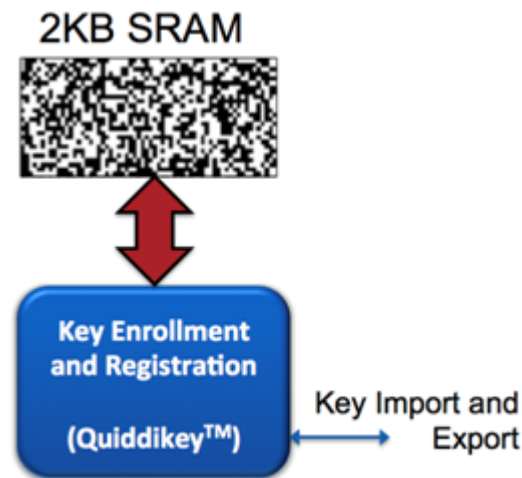 2KB SRAM
Key Enrollment
and Registration
(Quiddikey™)
Key Import and
Export